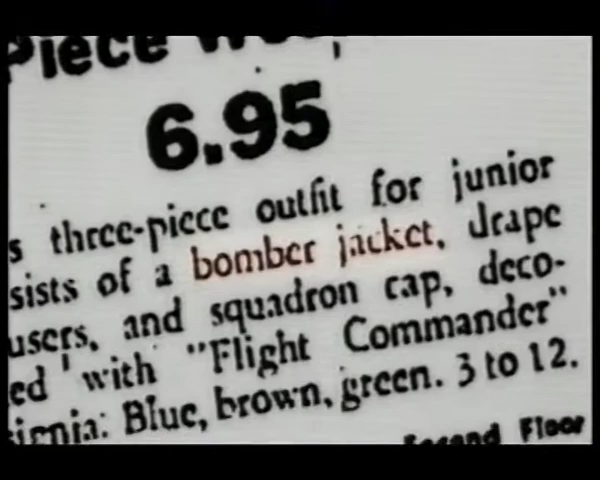 Piece
6.95
s three-piece outfit for junior
sists of a bomber jacket, drape
users, and squadron cap, deco-
ed with "Flight Commander"
signia: Blue, brown, green. 3 to 12.
Second Floor